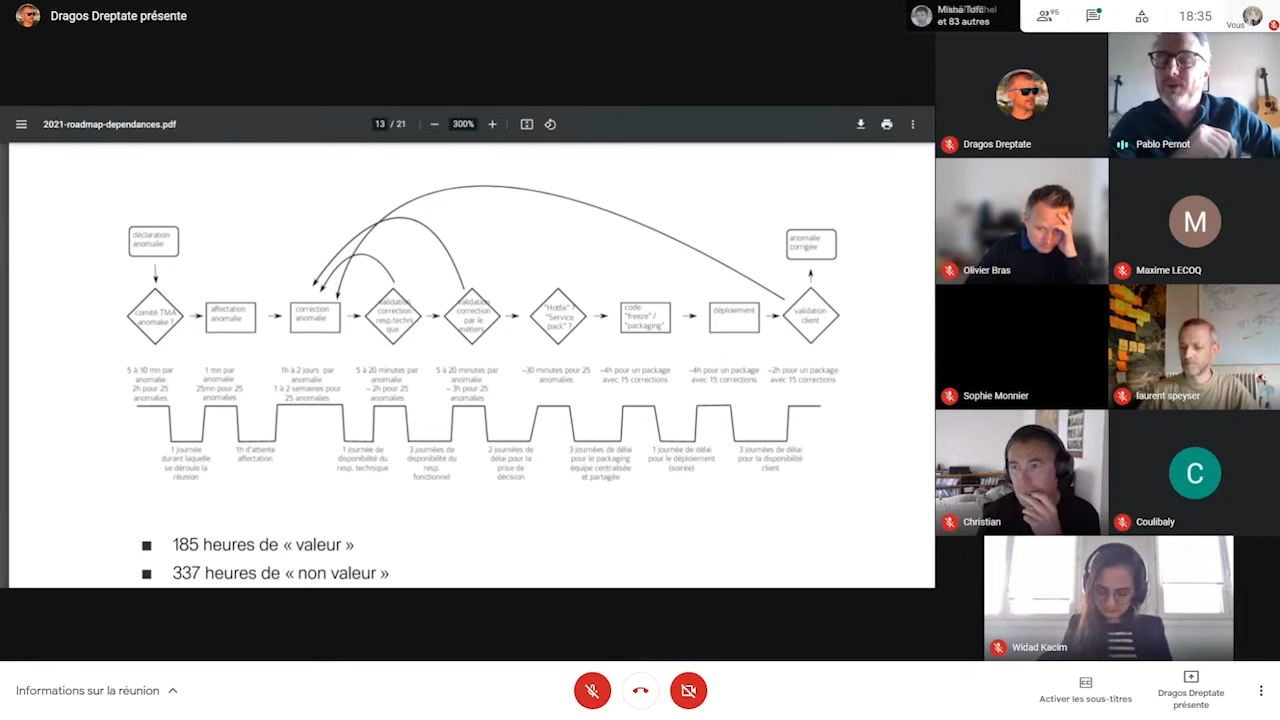 Dragos Dreptate présente
et 83 autres
95
18:35
Vous
2021-roadmap-dependances.pdf
13 / 21
300%
déclaration
anomalie
anomalie
corrigée
comité TMA
anomalie ?
affectation
anomalie
correction
anomalie
validation
correction
resp.techni
que
validation
correction
par le
métiers
"Hotfix" ?
"Service
pack" ?
code
"freeze" /
"packaging"
déploiement
validation
client
5 à 10 mn par
anomalie
2h pour 25
anomalies
1 mn par
anomalie
25mn pour 25
anomalies
1h à 2 jours par
anomalie
1 à 2 semaines pour
25 anomalies
5 à 20 minutes par
anomalie
~ 2h pour 25
anomalies
5 à 20 minutes par
anomalie
~ 3h pour 25
anomalies
~30 minutes pour 25
anomalies
~4h pour un package
avec 15 corrections
~4h pour un package
avec 15 corrections
~2h pour un package
avec 15 corrections
1 journée
durant laquelle
se déroule la
réunion
1h d'attente
affectation
1 journée de
disponibilité du
resp. technique
3 journées de
disponibilité du
resp.
fonctionnel
2 journées de
délai pour la
prise de
décision
3 journées de délai
pour le packaging
équipe centralisée
et partagée
1 journée de délai
pour le déploiement
(soirée)
3 journées de délai
pour la disponibilité
client
■ 185 heures de « valeur »
■ 337 heures de « non valeur »
Dragos Dreptate
Pablo Pernot
Olivier Bras
M
Maxime LECOQ
Sophie Monnier
laurent speyser
Christian
C
Coulibaly
Widad Kacim
Informations sur la réunion
Activer les sous-titres
Dragos Dreptate
présente